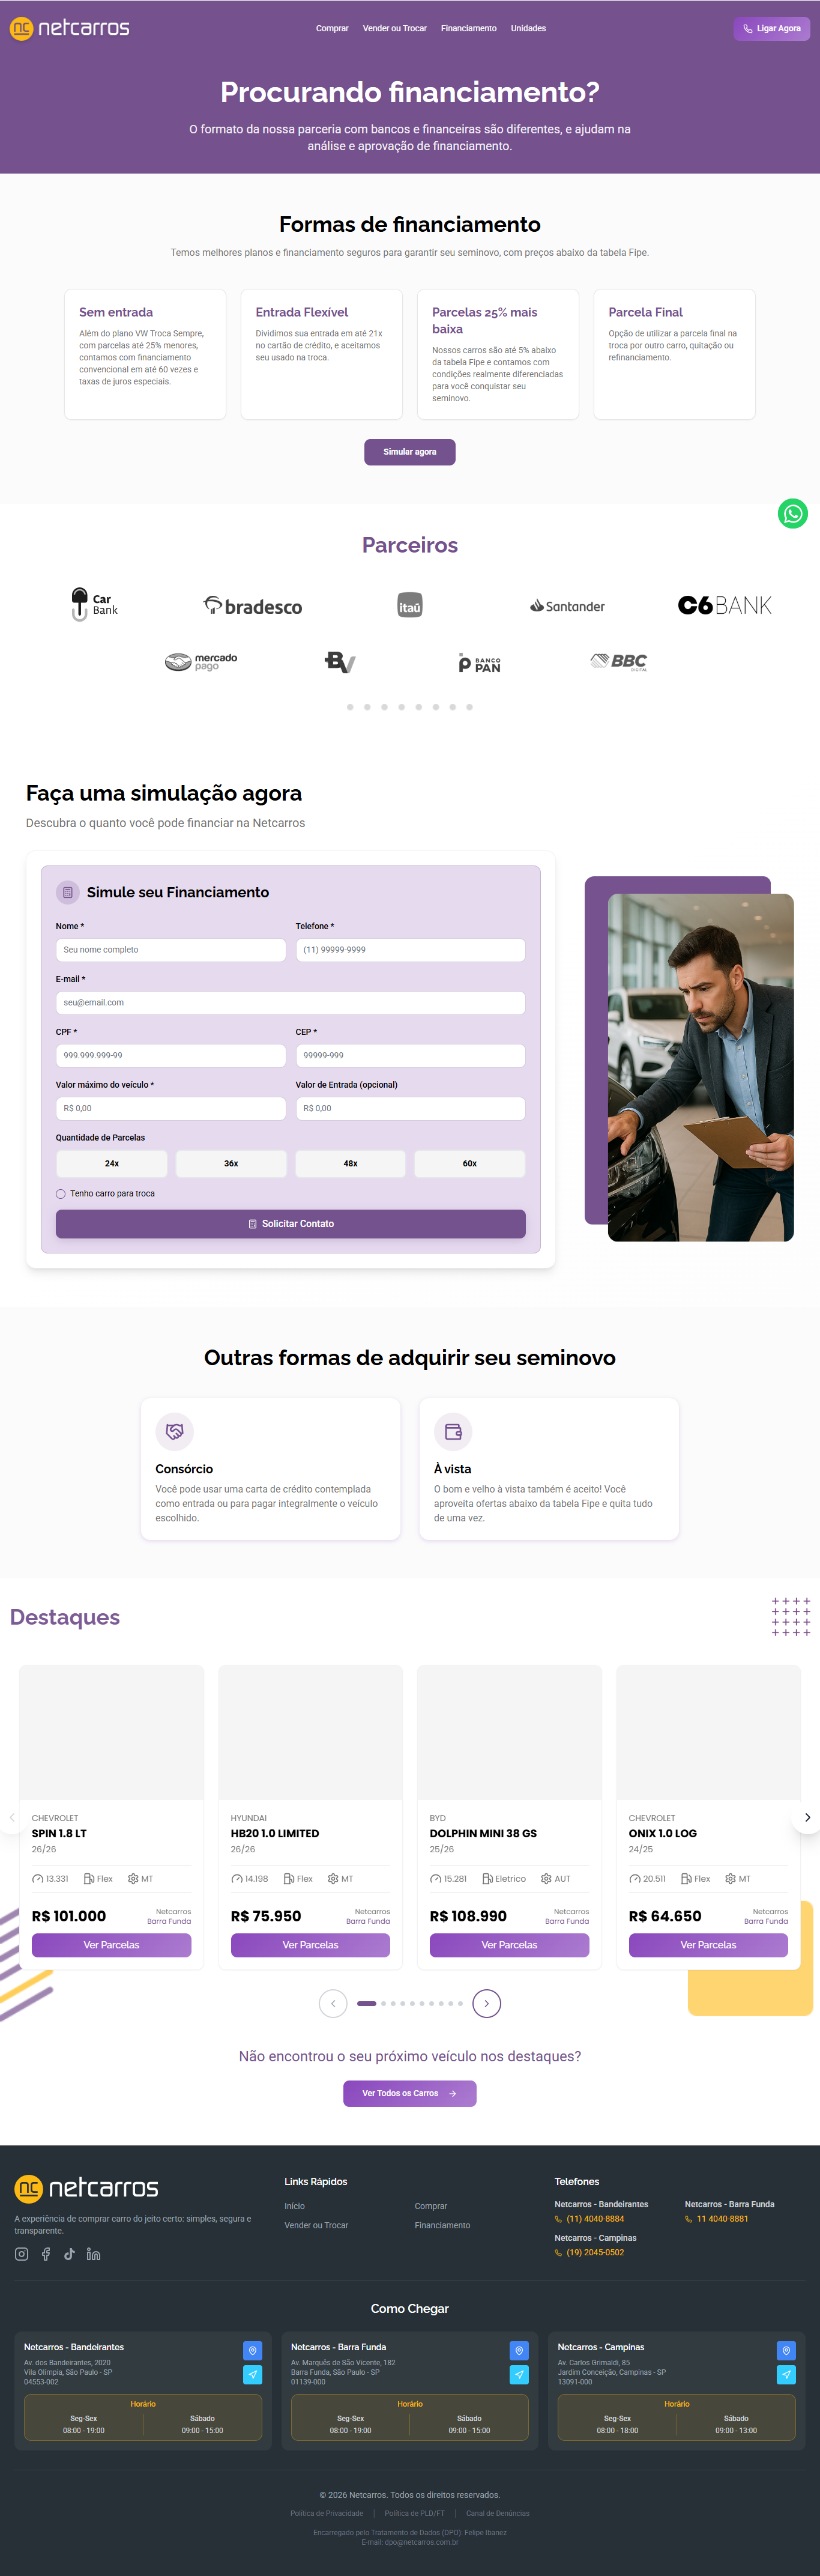 nc netcarros
Comprar Vender ou Trocar Financiamento Unidades
Ligar Agora
Procurando financiamento?
O formato da nossa parceria com bancos e financeiras são diferentes, e ajudam na
análise e aprovação de financiamento.
Formas de financiamento
Temos melhores planos e financiamento seguros para garantir seu seminovo, com preços abaixo da tabela Fipe.
Sem entrada
Além do plano VW Troca Sempre,
com parcelas até 25% menores,
contamos com financiamento
convencional em até 60 vezes e
taxas de juros especiais.
Entrada Flexível
Dividimos sua entrada em até 21x
no cartão de crédito, e aceitamos
seu usado na troca.
Parcelas 25% mais
baixa
Nossos carros são até 5% abaixo
da tabela Fipe e contamos com
condições realmente diferenciadas
para você conquistar seu
seminovo.
Parcela Final
Opção de utilizar a parcela final na
troca por outro carro, quitação ou
refinanciamento.
Simular agora
Parceiros
Car
Bank
bradesco
itaú
Santander
C6 BANK
mercado
pago
BV
BANCO
PAN
BBC
DIGITAL
Faça uma simulação agora
Descubra o quanto você pode financiar na Netcarros
Simule seu Financiamento
Nome * Telefone *
Seu nome completo (11) 99999-9999
E-mail *
seu@email.com
CPF * CEP *
999.999.999-99 99999-999
Valor máximo do veículo * Valor de Entrada (opcional)
R$ 0,00 R$ 0,00
Quantidade de Parcelas
24x 36x 48x 60x
Tenho carro para troca
Solicitar Contato
Outras formas de adquirir seu seminovo
Consórcio
Você pode usar uma carta de crédito contemplada
como entrada ou para pagar integralmente o veículo
escolhido.
À vista
O bom e velho à vista também é aceito! Você
aproveita ofertas abaixo da tabela Fipe e quita tudo
de uma vez.
Destaques
CHEVROLET
SPIN 1.8 LT
26/26
13.331 Flex MT
R$ 101.000
Netcarros
Barra Funda
Ver Parcelas
HYUNDAI
HB20 1.0 LIMITED
26/26
14.198 Flex MT
R$ 75.950
Netcarros
Barra Funda
Ver Parcelas
BYD
DOLPHIN MINI 38 GS
25/26
15.281 Eletrico AUT
R$ 108.990
Netcarros
Barra Funda
Ver Parcelas
CHEVROLET
ONIX 1.0 LOG
24/25
20.511 Flex MT
R$ 64.650
Netcarros
Barra Funda
Ver Parcelas
Não encontrou o seu próximo veículo nos destaques?
Ver Todos os Carros
nc netcarros
A experiência de comprar carro do jeito certo: simples, segura e
transparente.
Links Rápidos
Início Comprar
Vender ou Trocar Financiamento
Telefones
Netcarros - Bandeirantes
(11) 4040-8884
Netcarros - Barra Funda
11 4040-8881
Netcarros - Campinas
(19) 2045-0502
Como Chegar
Netcarros - Bandeirantes
Av. dos Bandeirantes, 2020
Vila Olímpia, São Paulo - SP
04553-002
Horário
Seg-Sex Sábado
08:00 - 19:00 09:00 - 15:00
Netcarros - Barra Funda
Av. Marquês de São Vicente, 182
Barra Funda, São Paulo - SP
01139-000
Horário
Seg-Sex Sábado
08:00 - 19:00 09:00 - 15:00
Netcarros - Campinas
Av. Carlos Grimaldi, 85
Jardim Conceição, Campinas - SP
13091-000
Horário
Seg-Sex Sábado
08:00 - 18:00 09:00 - 13:00
© 2026 Netcarros. Todos os direitos reservados.
Política de Privacidade | Política de PLD/FT | Canal de Denúncias
Encarregado pelo Tratamento de Dados (DPO): Felipe Ibanez
E-mail: dpo@netcarros.com.br